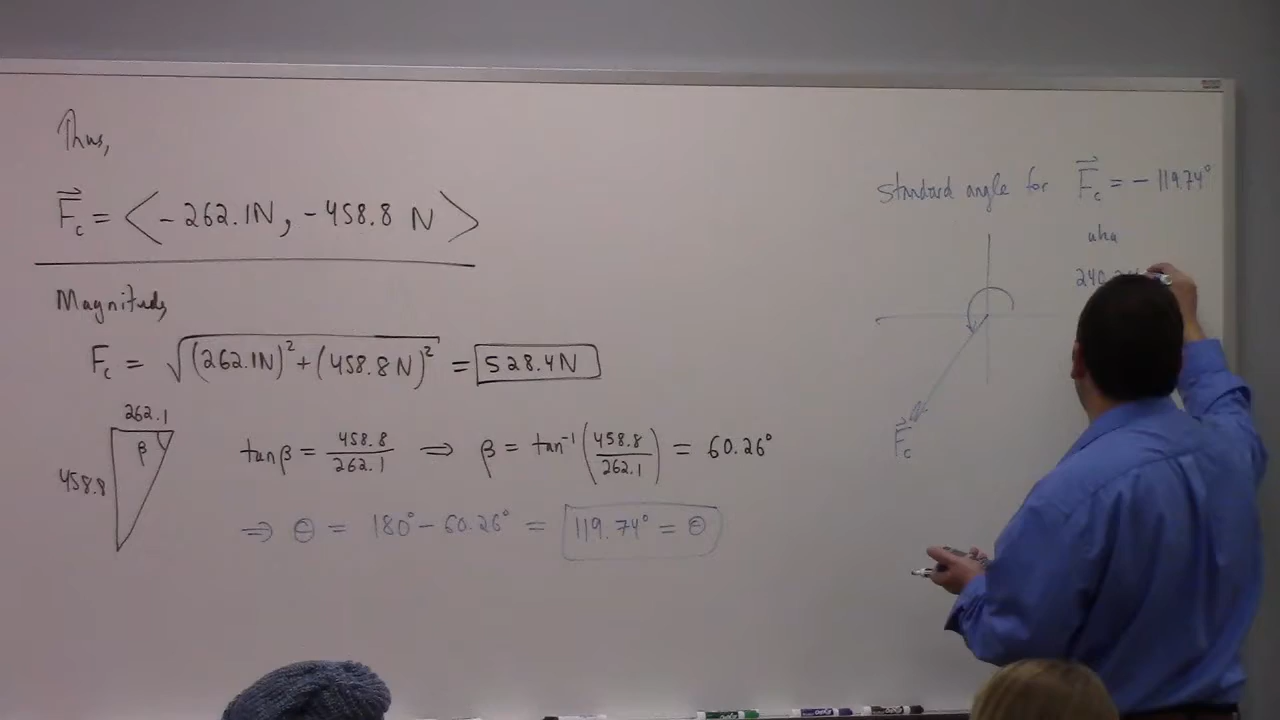 Thus,
F⃗c = ⟨-262.1N, -458.8 N⟩
Magnitude,
Fc = √((262.1N)² + (458.8N)²) = 528.4N
262.1
β
458.8
tanβ = 458.8/262.1 ⟹ β = tan⁻¹(458.8/262.1) = 60.26°
⟹ θ = 180° - 60.26° = 119.74° = θ
standard angle for F⃗c = -119.74°
aka
F⃗c